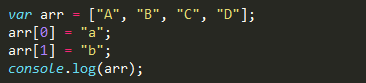 var arr = ["A", "B", "C", "D"];
arr[0] = "a";
arr[1] = "b";
console.log(arr);